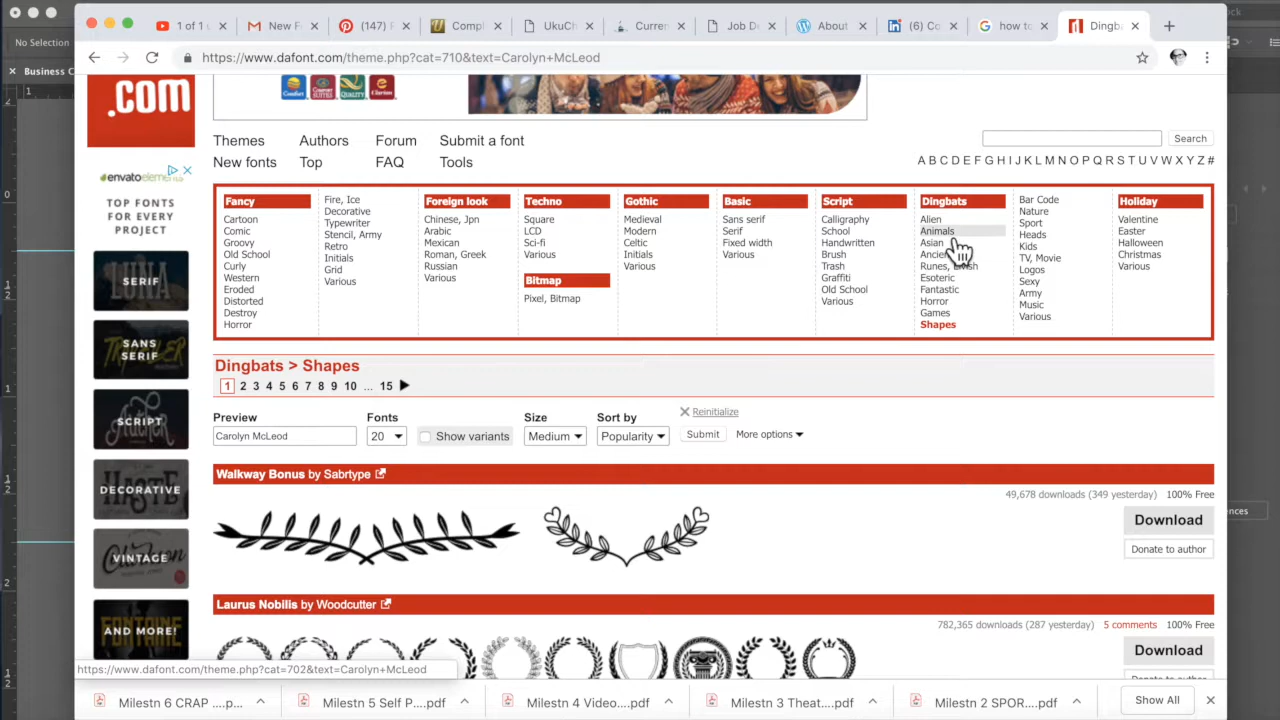 1 of 1 u
New F
(147) F
Compl
UkuCh
Curren
Job De
About
(6) Co
how to
Dingba
No Selection
https://www.dafont.com/theme.php?cat=710&text=Carolyn+McLeod
Business C
1
.com
Comfort
QUALITY
Clarion
Themes
Authors
Forum
Submit a font
New fonts
Top
FAQ
Tools
Search
A B C D E F G H I J K L M N O P Q R S T U V W X Y Z #
envato elements
TOP FONTS
FOR EVERY
PROJECT
SERIF
SANS
SERIF
SCRIPT
DECORATIVE
VINTAGE
AND MORE!
Fancy
Cartoon
Comic
Groovy
Old School
Curly
Western
Eroded
Distorted
Destroy
Horror
Fire, Ice
Decorative
Typewriter
Stencil, Army
Retro
Initials
Grid
Various
Foreign look
Chinese, Jpn
Arabic
Mexican
Roman, Greek
Russian
Various
Techno
Square
LCD
Sci-fi
Various
Bitmap
Pixel, Bitmap
Gothic
Medieval
Modern
Celtic
Initials
Various
Basic
Sans serif
Serif
Fixed width
Various
Script
Calligraphy
School
Handwritten
Brush
Trash
Graffiti
Old School
Various
Dingbats
Alien
Animals
Asian
Ancien
Runes,
Esoteric
Fantastic
Horror
Games
Shapes
Bar Code
Nature
Sport
Heads
Kids
TV, Movie
Logos
Sexy
Army
Music
Various
Holiday
Valentine
Easter
Halloween
Christmas
Various
Dingbats > Shapes
1 2 3 4 5 6 7 8 9 10 ... 15
Preview
Fonts
Size
Sort by
Reinitialize
Carolyn McLeod
20
Show variants
Medium
Popularity
Submit
More options
Walkway Bonus by Sabrtype
49,678 downloads (349 yesterday) 100% Free
Download
Donate to author
Laurus Nobilis by Woodcutter
782,365 downloads (287 yesterday) 5 comments 100% Free
Download
Donate to author
https://www.dafont.com/theme.php?cat=702&text=Carolyn+McLeod
Milestn 6 CRAP ....p...pdf
Milestn 5 Self P....pdf
Milestn 4 Video....pdf
Milestn 3 Theat....pdf
Milestn 2 SPOR....pdf
Show All
ences
ock